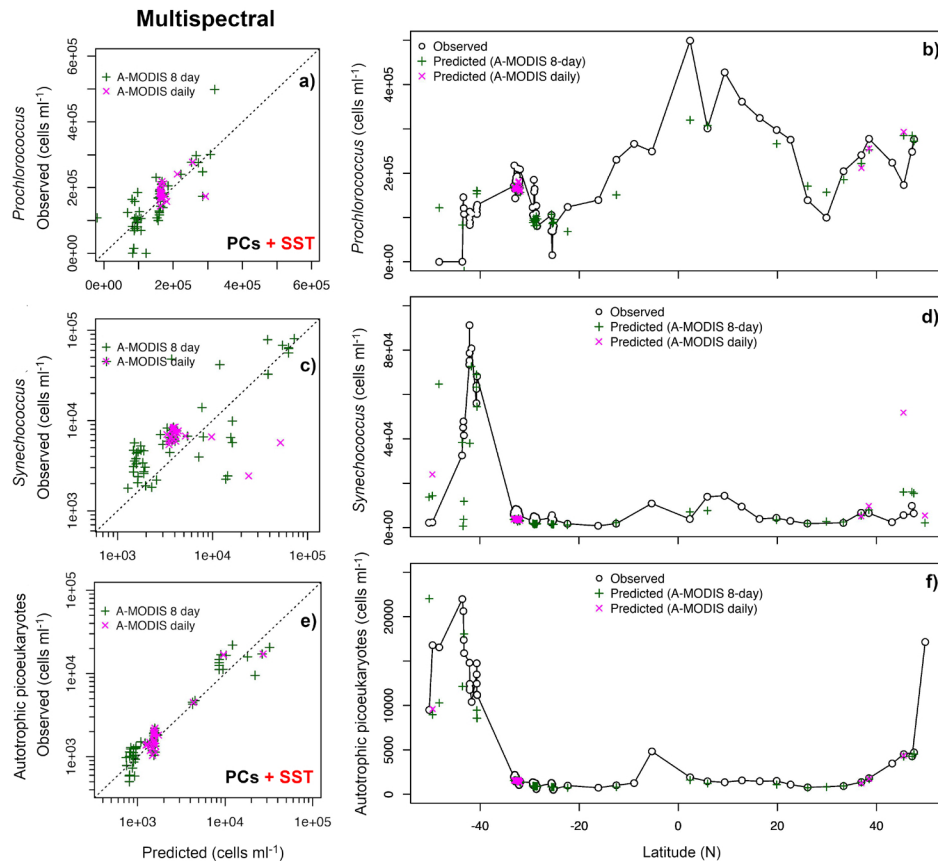 Multispectral
Prochlorococcus
Observed (cells ml-1)
0e+00 2e+05 4e+05 6e+05
+ A-MODIS 8 day
× A-MODIS daily
a)
PCs + SST
0e+00 2e+05 4e+05 6e+05
Prochlorococcus (cells ml-1)
0e+00 2e+05 4e+05
Observed
Predicted (A-MODIS 8-day)
Predicted (A-MODIS daily)
b)
Synechococcus
Observed (cells ml-1)
1e+03 1e+04 1e+05
A-MODIS 8 day
A-MODIS daily
c)
1e+03 1e+04 1e+05
Synechococcus (cells ml-1)
0e+00 4e+04 8e+04
Observed
Predicted (A-MODIS 8-day)
Predicted (A-MODIS daily)
d)
Autotrophic picoeukaryotes
Observed (cells ml-1)
1e+03 1e+04 1e+05
A-MODIS 8 day
A-MODIS daily
e)
PCs + SST
1e+03 1e+04 1e+05
Predicted (cells ml-1)
Autotrophic picoeukaryotes (cells ml-1)
0 5000 10000 20000
Observed
Predicted (A-MODIS 8-day)
Predicted (A-MODIS daily)
f)
-40 -20 0 20 40
Latitude (N)